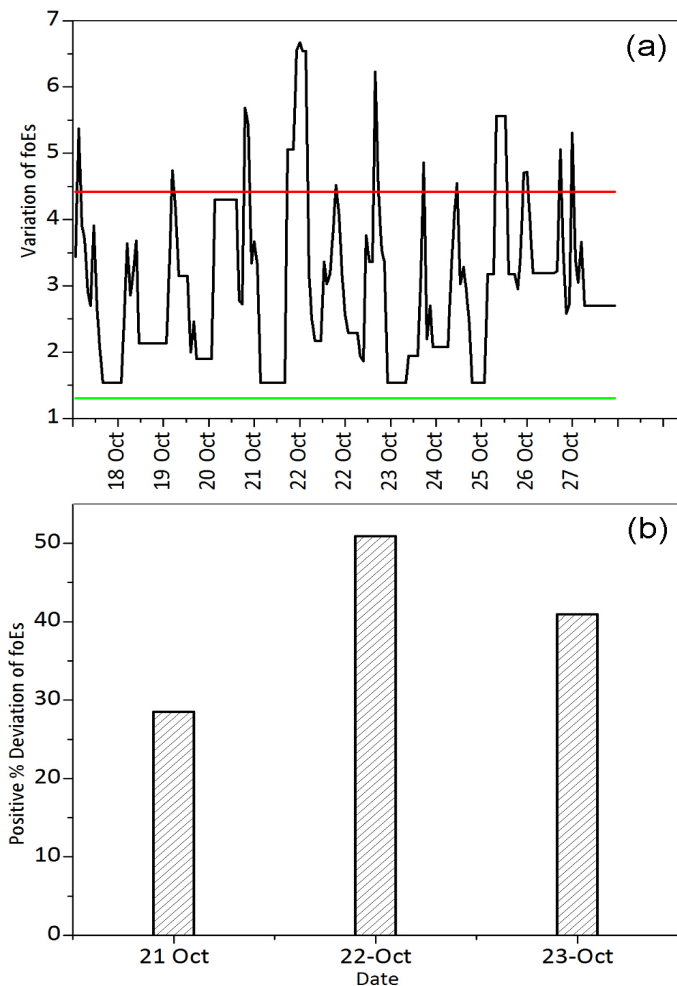 (a)
Variation of foEs
7
6
5
4
3
2
1
18 Oct
19 Oct
20 Oct
21 Oct
22 Oct
22 Oct
23 Oct
24 Oct
25 Oct
26 Oct
27 Oct
(b)
Positive % Deviation of foEs
50
40
30
20
10
0
21 Oct
22-Oct
23-Oct
Date